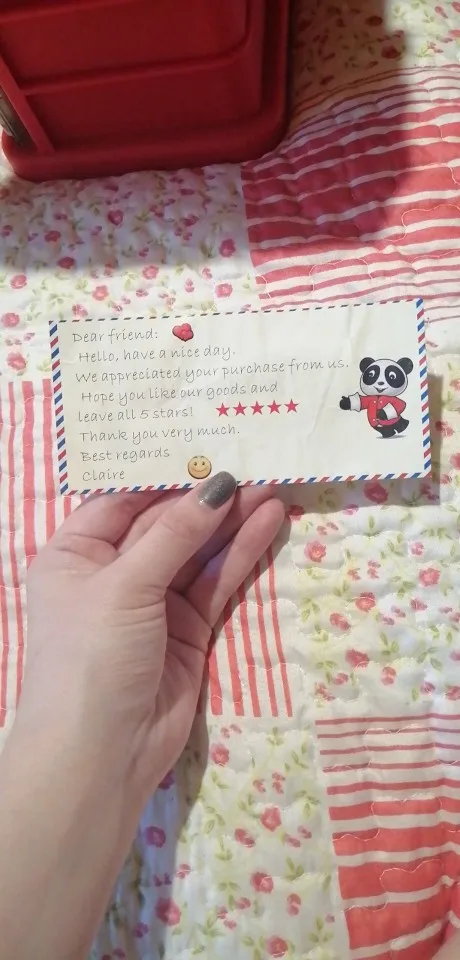 Dear friend:
Hello, have a nice day.
We appreciated your purchase from us.
Hope you like our goods and
leave all 5 stars! ★★★★★
Thank you very much.
Best regards
Claire